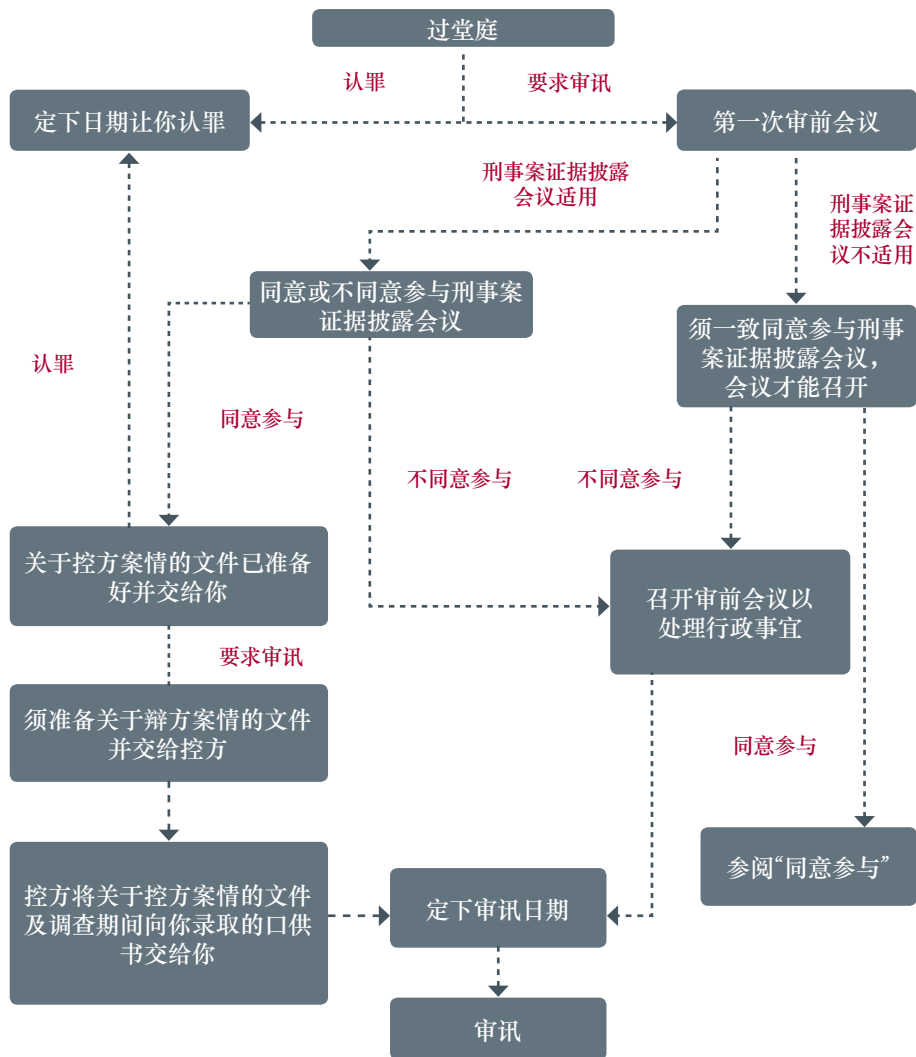 过堂庭
认罪
要求审讯
定下日期让你认罪
第一次审前会议
刑事案证据披露
会议适用
刑事案证
据披露会
议不适用
同意或不同意参与刑事案
证据披露会议
须一致同意参与刑事
案证据披露会议，
会议才能召开
认罪
同意参与
不同意参与
不同意参与
关于控方案情的文件已准备
好并交给你
召开审前会议以
处理行政事宜
要求审讯
须准备关于辩方案情的文件
并交给控方
同意参与
参阅“同意参与”
控方将关于控方案情的文件
及调查期间向你录取的口供
书交给你
定下审讯日期
审讯